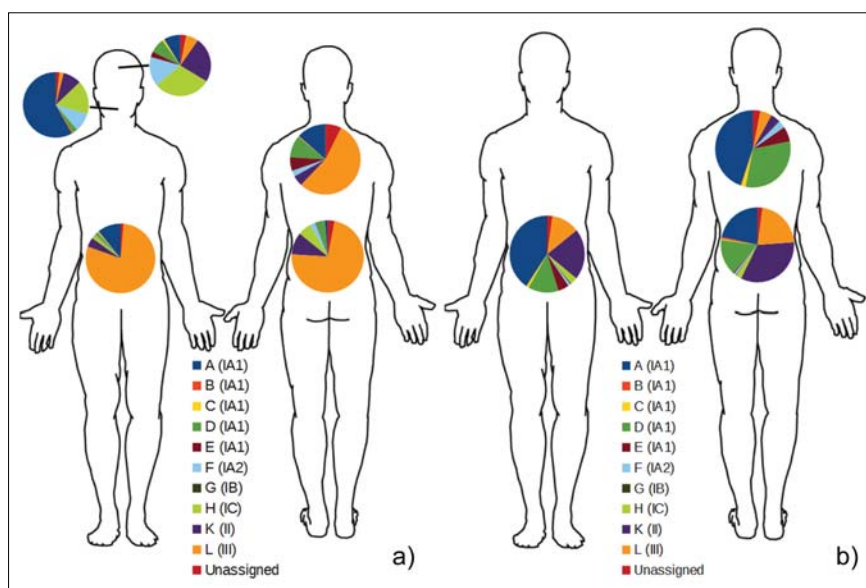 A (IA1)
B (IA1)
C (IA1)
D (IA1)
E (IA1)
F (IA2)
G (IB)
H (IC)
K (II)
L (III)
Unassigned
a)
A (IA1)
B (IA1)
C (IA1)
D (IA1)
E (IA1)
F (IA2)
G (IB)
H (IC)
K (II)
L (III)
Unassigned
b)